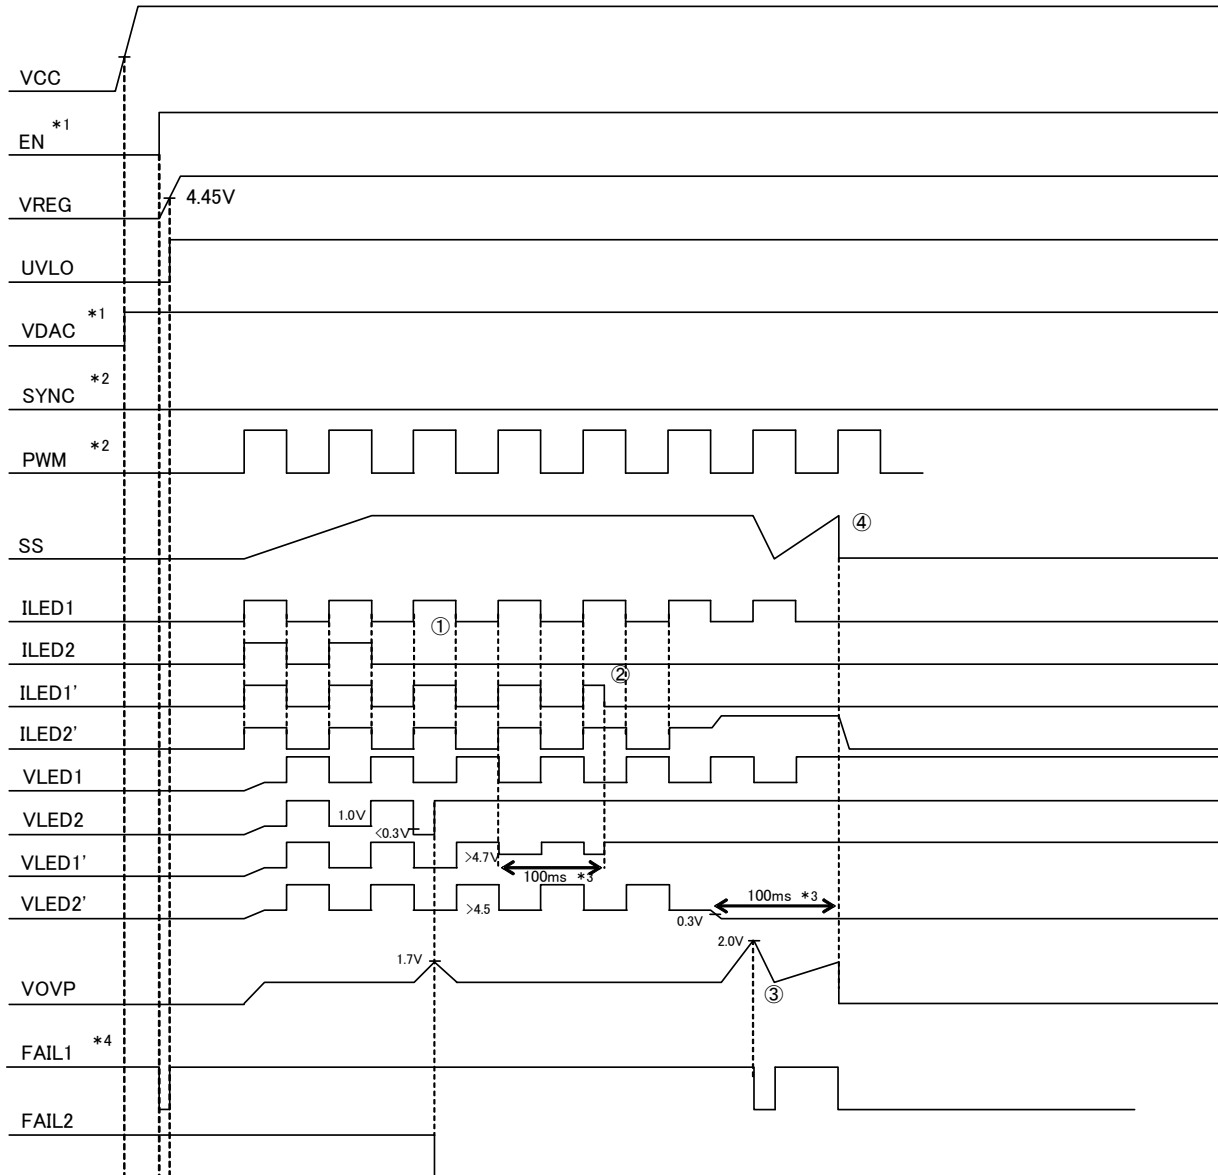 VCC
EN *1
VREG
4.45V
UVLO
VDAC *1
SYNC *2
PWM *2
SS
④
ILED1
①
ILED2
ILED1'
②
ILED2'
VLED1
VLED2
1.0V
<0.3V
VLED1'
>4.7V
100ms *3
VLED2'
>4.5
100ms *3
0.3V
2.0V
1.7V
VOVP
③
FAIL1 *4
FAIL2